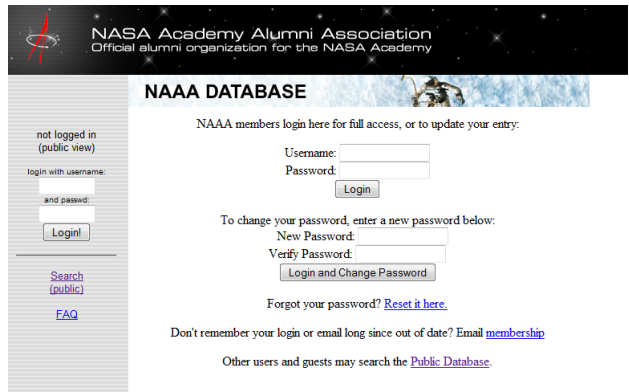 NASA Academy Alumni Association
Official alumni organization for the NASA Academy
NAAA DATABASE
not logged in
(public view)
login with username:
and passwd:
Login!
Search
(public)
FAQ
NAAA members login here for full access, or to update your entry:
Username:
Password:
Login
To change your password, enter a new password below:
New Password:
Verify Password:
Login and Change Password
Forgot your password? Reset it here.
Don't remember your login or email long since out of date? Email membership
Other users and guests may search the Public Database.